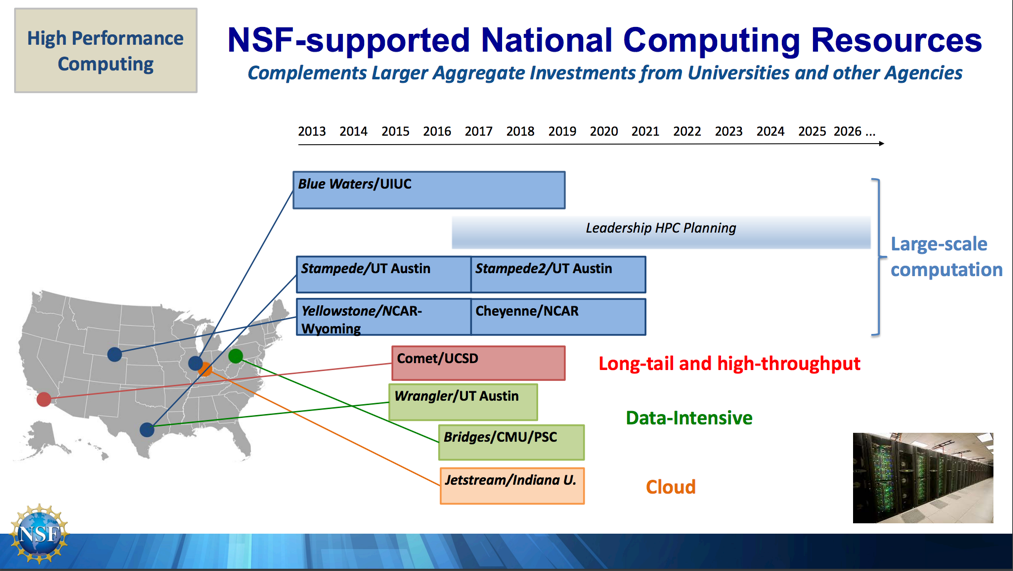 High Performance
Computing
NSF-supported National Computing Resources
Complements Larger Aggregate Investments from Universities and other Agencies
2013 2014 2015 2016 2017 2018 2019 2020 2021 2022 2023 2024 2025 2026 ...
Blue Waters/UIUC
Leadership HPC Planning
Large-scale
computation
Stampede/UT Austin
Stampede2/UT Austin
Yellowstone/NCAR-
Wyoming
Cheyenne/NCAR
Comet/UCSD
Long-tail and high-throughput
Wrangler/UT Austin
Data-Intensive
Bridges/CMU/PSC
Jetstream/Indiana U.
Cloud
NSF